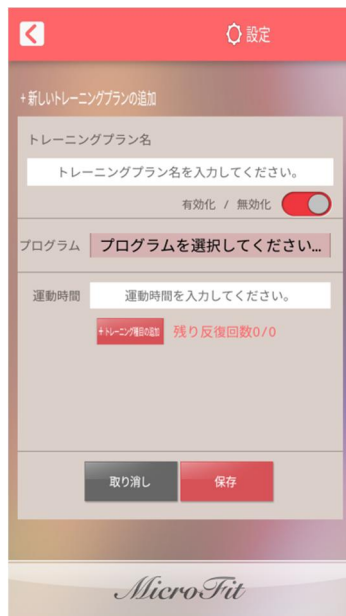 設定
+新しいトレーニングプランの追加
トレーニングプラン名
トレーニングプラン名を入力してください。
有効化 / 無効化
プログラム プログラムを選択してください...
運動時間 運動時間を入力してください。
+トレーニング種目の追加 残り反復回数0/0
取り消し 保存
MicroFit